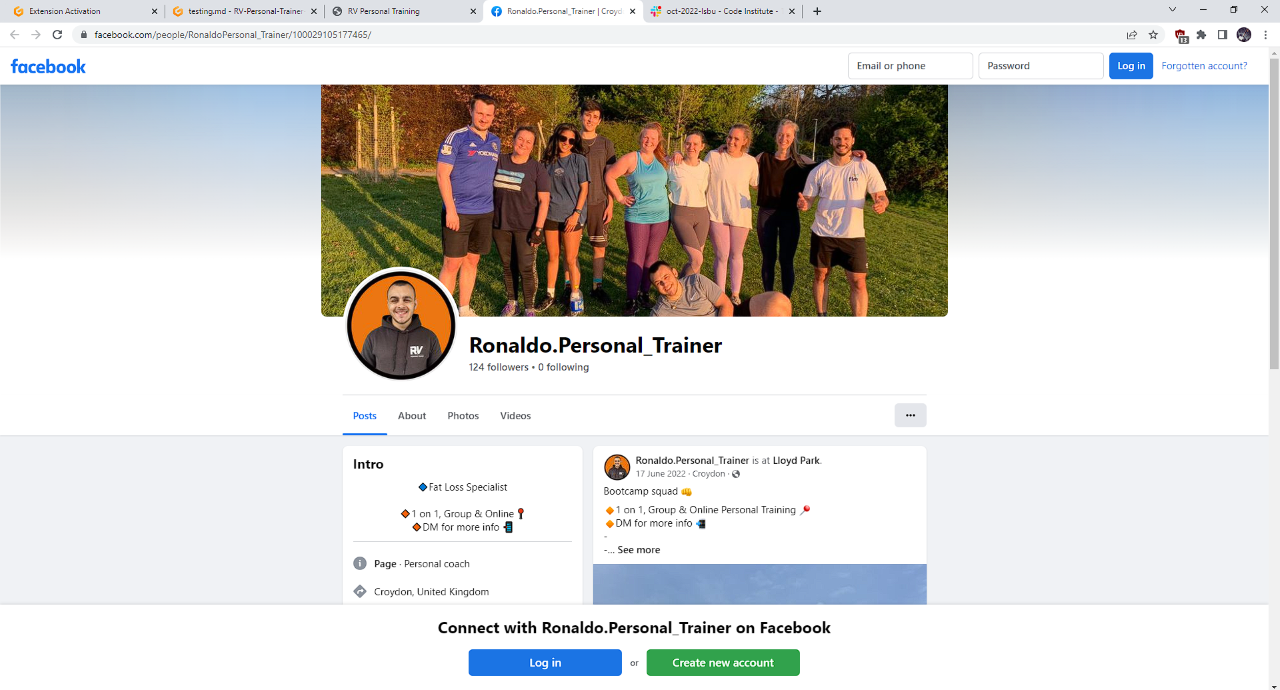 Extension Activation
testing.md - RV-Personal-Trainer
RV Personal Training
Ronaldo.Personal_Trainer | Croyd
oct-2022-lsbu - Code Institute -
facebook.com/people/RonaldoPersonal_Trainer/100029105177465/
13
facebook
Email or phone
Password
Log in
Forgotten account?
YOKOHAMA
RV
Ronaldo.Personal_Trainer
124 followers • 0 following
Posts
About
Photos
Videos
Intro
Fat Loss Specialist
1 on 1, Group & Online
DM for more info
Page · Personal coach
Croydon, United Kingdom
Ronaldo.Personal_Trainer is at Lloyd Park.
17 June 2022 · Croydon ·
Bootcamp squad
1 on 1, Group & Online Personal Training
DM for more info
-
-... See more
Connect with Ronaldo.Personal_Trainer on Facebook
Log in
or
Create new account